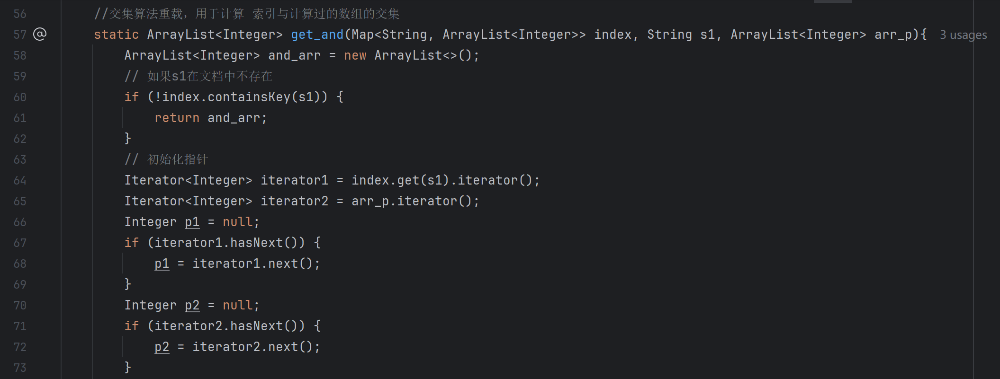 56 //交集算法重载，用于计算 索引与计算过的数组的交集
57 @ static ArrayList<Integer> get_and(Map<String, ArrayList<Integer>> index, String s1, ArrayList<Integer> arr_p){ 3 usages
58 ArrayList<Integer> and_arr = new ArrayList<>();
59 // 如果s1在文档中不存在
60 if (!index.containsKey(s1)) {
61 return and_arr;
62 }
63 // 初始化指针
64 Iterator<Integer> iterator1 = index.get(s1).iterator();
65 Iterator<Integer> iterator2 = arr_p.iterator();
66 Integer p1 = null;
67 if (iterator1.hasNext()) {
68 p1 = iterator1.next();
69 }
70 Integer p2 = null;
71 if (iterator2.hasNext()) {
72 p2 = iterator2.next();
73 }